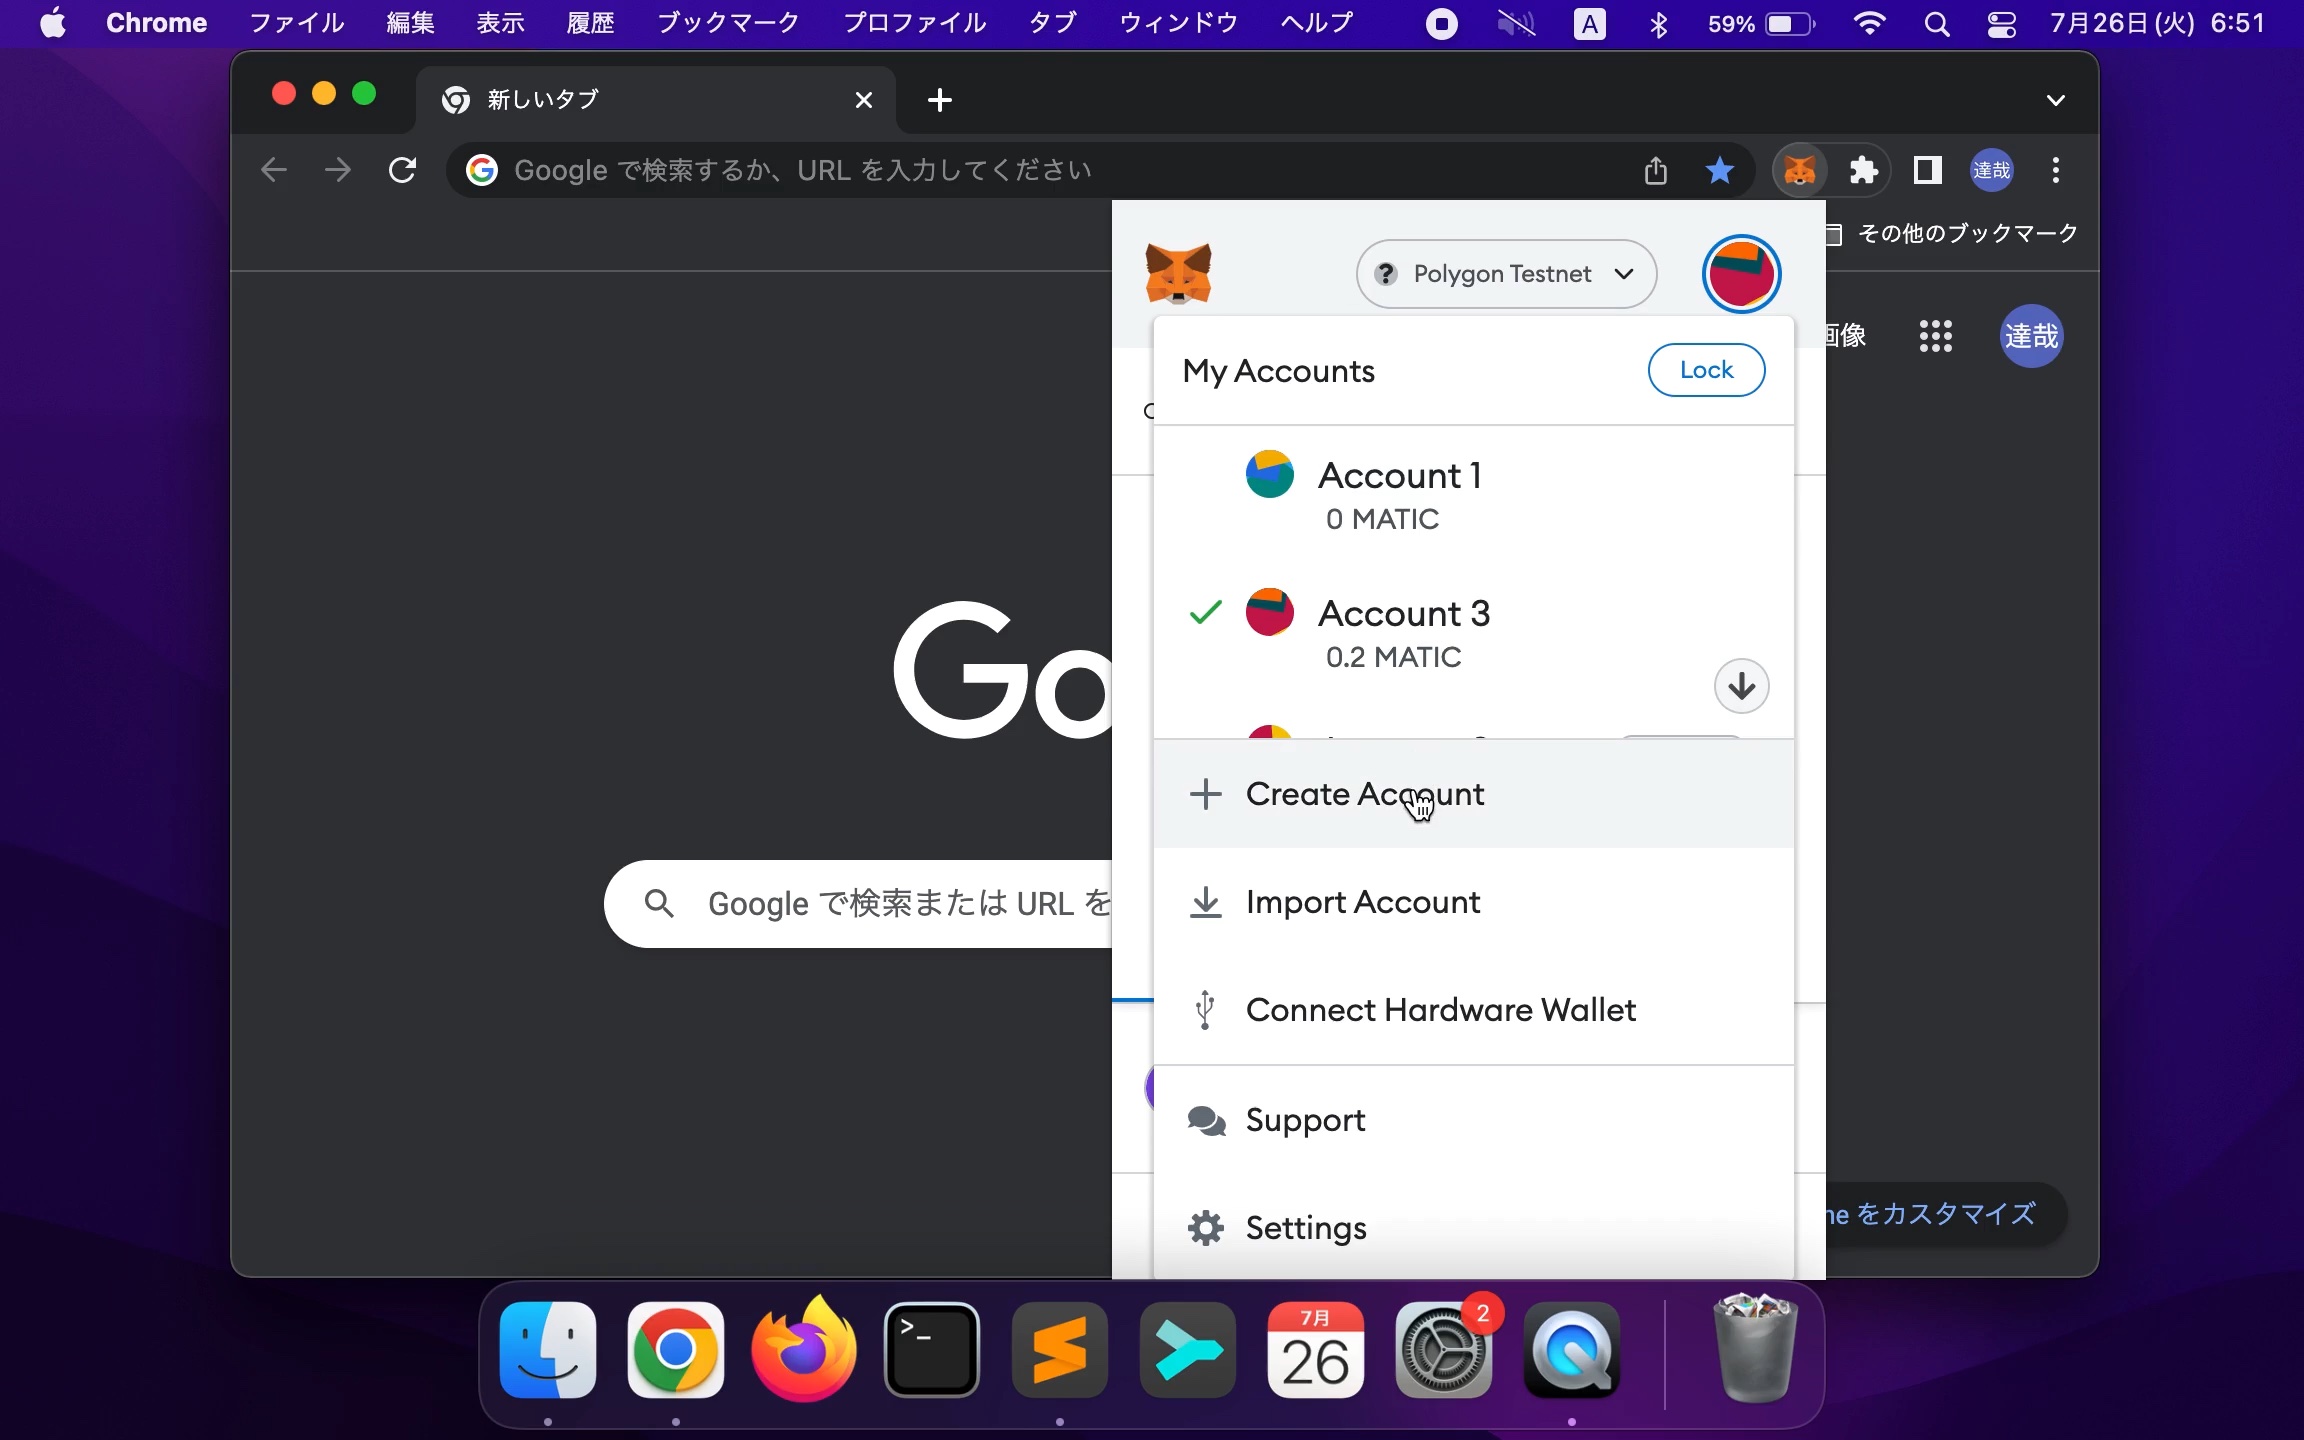 Chrome ファイル 編集 表示 履歴 ブックマーク プロファイル タブ ウィンドウ ヘルプ A 59% 7月26日(火) 6:51
新しいタブ
Google で検索するか、URL を入力してください 達哉
その他のブックマーク
Polygon Testnet
画像 達哉
My Accounts Lock
Account 1
0 MATIC
Account 3
0.2 MATIC
Go
Create Account
Google で検索または URL を
Import Account
Connect Hardware Wallet
Support
me をカスタマイズ
Settings
2
7月
26